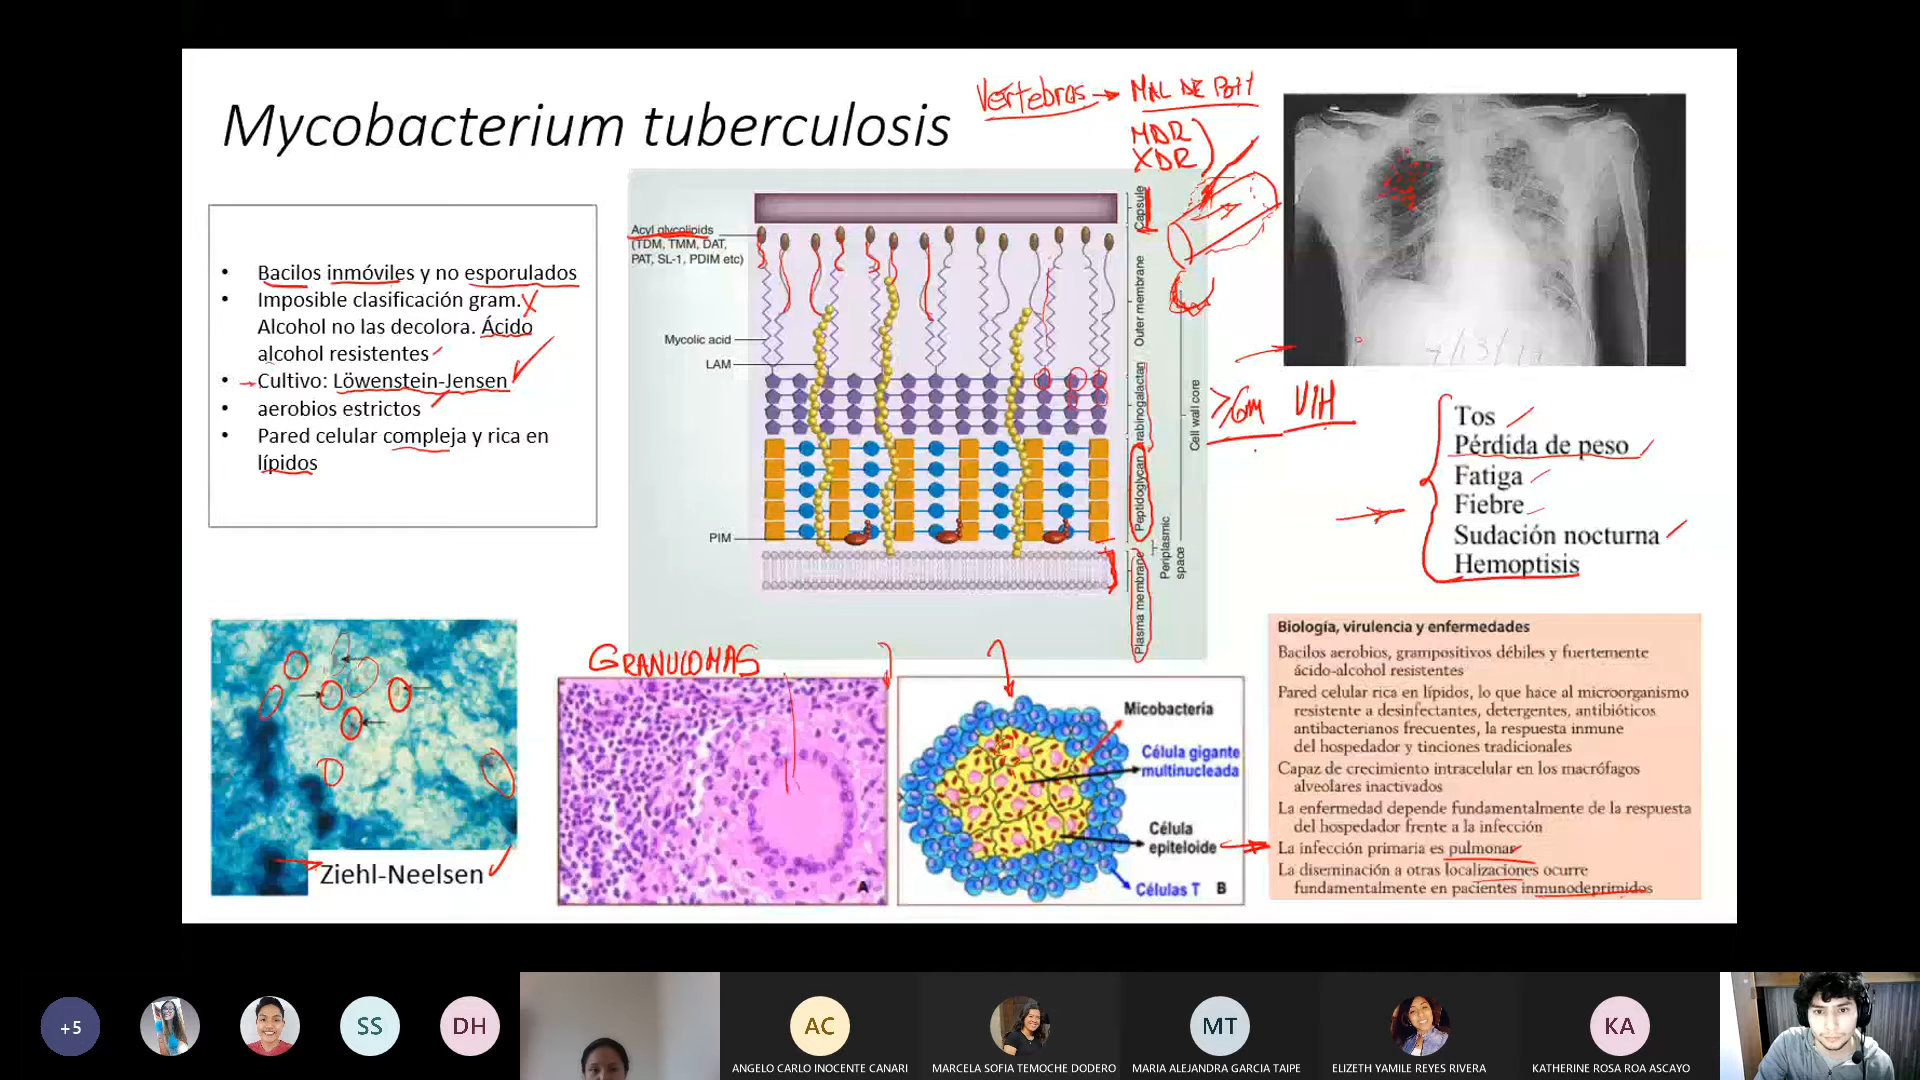 Vertebras → MAL DE POTT
Mycobacterium tuberculosis
MDR
XDR
• Bacilos inmóviles y no esporulados
• Imposible clasificación gram. X
Alcohol no las decolora. Ácido
alcohol resistentes
• Cultivo: Löwenstein-Jensen
• aerobios estrictos
• Pared celular compleja y rica en
lípidos
Acyl glycolipids
(TDM, TMM, DAT,
PAT, SL-1, PDIM etc)
Mycolic acid
LAM
PIM
Capsule
Outer membrane
Arabinogalactan
Peptidoglycan
Plasma membrane
Periplasmic
space
Cell wall core
VIH
Tos
Pérdida de peso
Fatiga
Fiebre
Sudación nocturna
Hemoptisis
Ziehl-Neelsen
GRANULOMAS
A
Micobacteria
Célula gigante
multinucleada
Célula
epiteloide
Células T
B
Biología, virulencia y enfermedades
Bacilos aerobios, grampositivos débiles y fuertemente
ácido-alcohol resistentes
Pared celular rica en lípidos, lo que hace al microorganismo
resistente a desinfectantes, detergentes, antibióticos
antibacterianos frecuentes, la respuesta inmune
del hospedador y tinciones tradicionales
Capaz de crecimiento intracelular en los macrófagos
alveolares inactivados
La enfermedad depende fundamentalmente de la respuesta
del hospedador frente a la infección
La infección primaria es pulmonar
La diseminación a otras localizaciones ocurre
fundamentalmente en pacientes inmunodeprimidos
+5
SS
DH
AC
MT
KA
ANGELO CARLO INOCENTE CANARI
MARCELA SOFIA TEMOCHE DODERO
MARIA ALEJANDRA GARCIA TAIPE
ELIZETH YAMILE REYES RIVERA
KATHERINE ROSA ROA ASCAYO